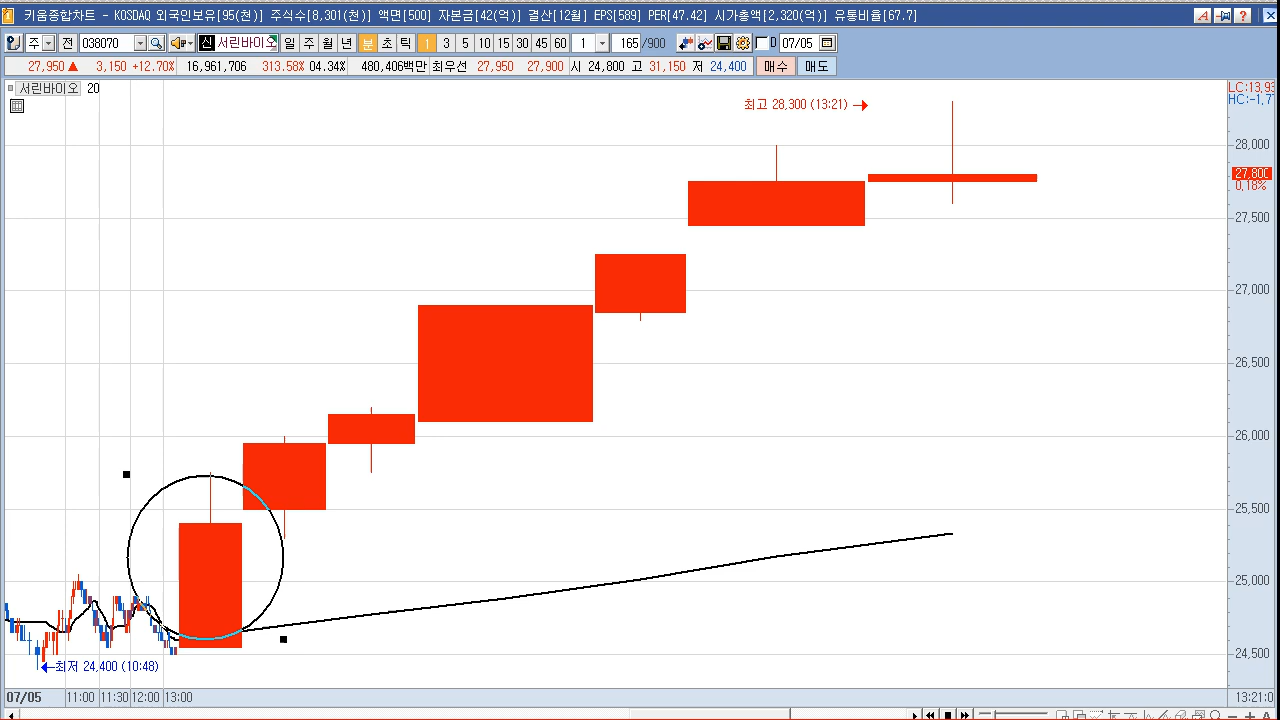 키움종합차트 - KOSDAQ 외국인보유[95(천)] 주식수[8,301(천)] 액면[500] 자본금[42(억)] 결산[12월] EPS[589] PER[47.42] 시가총액[2,320(억)] 유통비율[67.7]
주 전 038070 신 서린바이오 일 주 월 년 분 초 틱 1 3 5 10 15 30 45 60 1 165 /900 D 07/05
27,950 ▲ 3,150 +12.70% 16,961,706 313.58% 04.34% 480,406백만 최우선 27,950 27,900 시 24,800 고 31,150 저 24,400 매수 매도
서린바이오 20
LC:13,93
HC:-1,7
최고 28,300 (13:21)
28,000
27,800
0,18%
27,500
27,000
26,500
26,000
25,500
25,000
24,500
최저 24,400 (10:48)
07/05 11:00 11:30 12:00 13:00 13:21:0